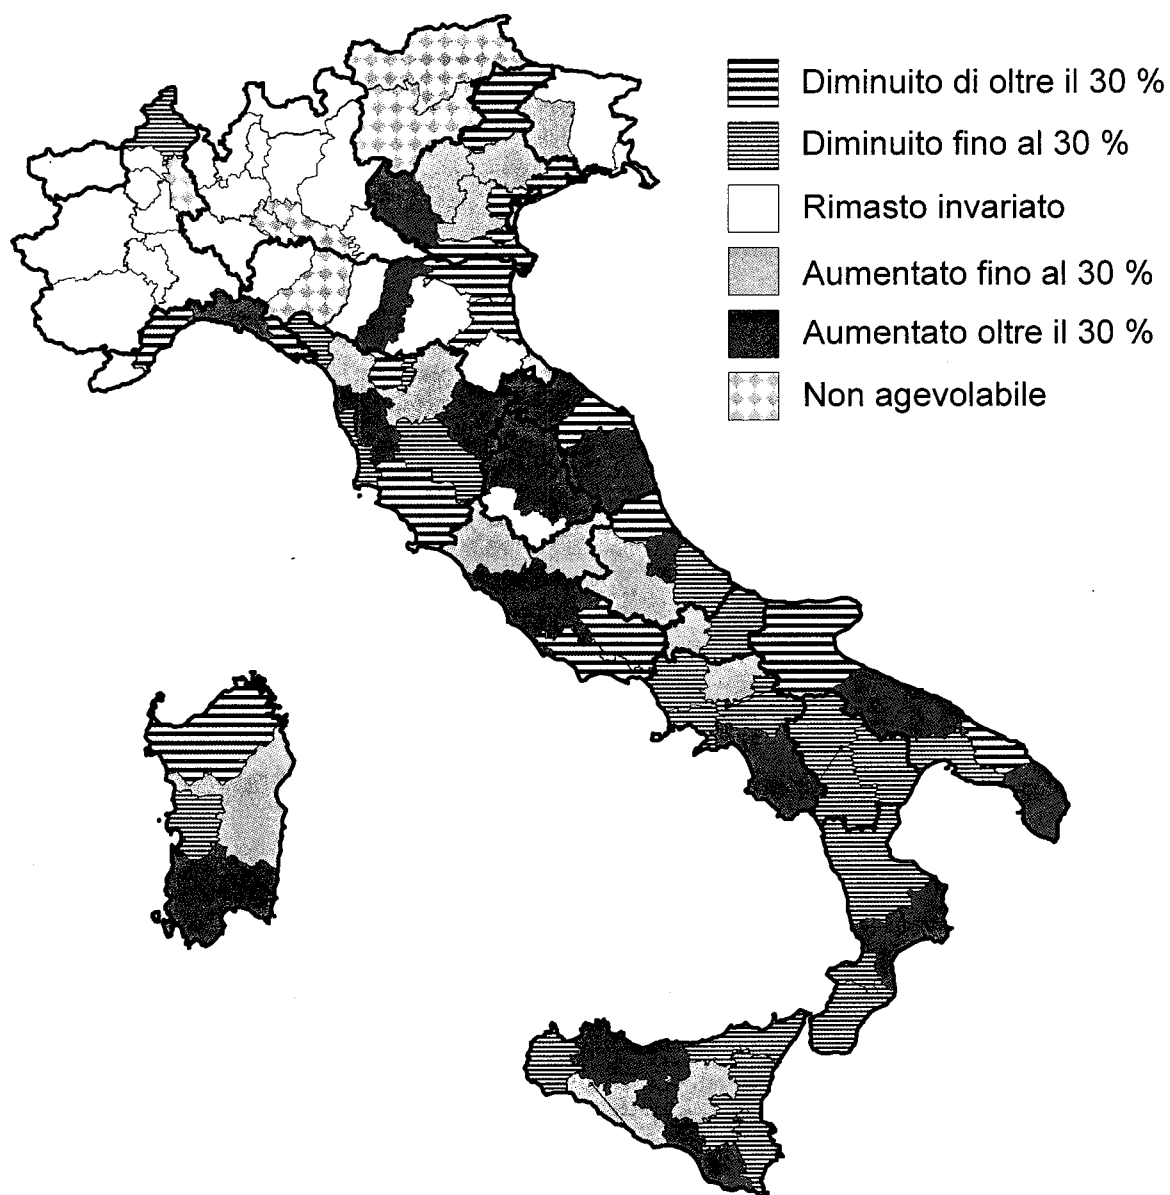 Diminuito di oltre il 30 %
Diminuito fino al 30 %
Rimasto invariato
Aumentato fino al 30 %
Aumentato oltre il 30 %
Non agevolabile